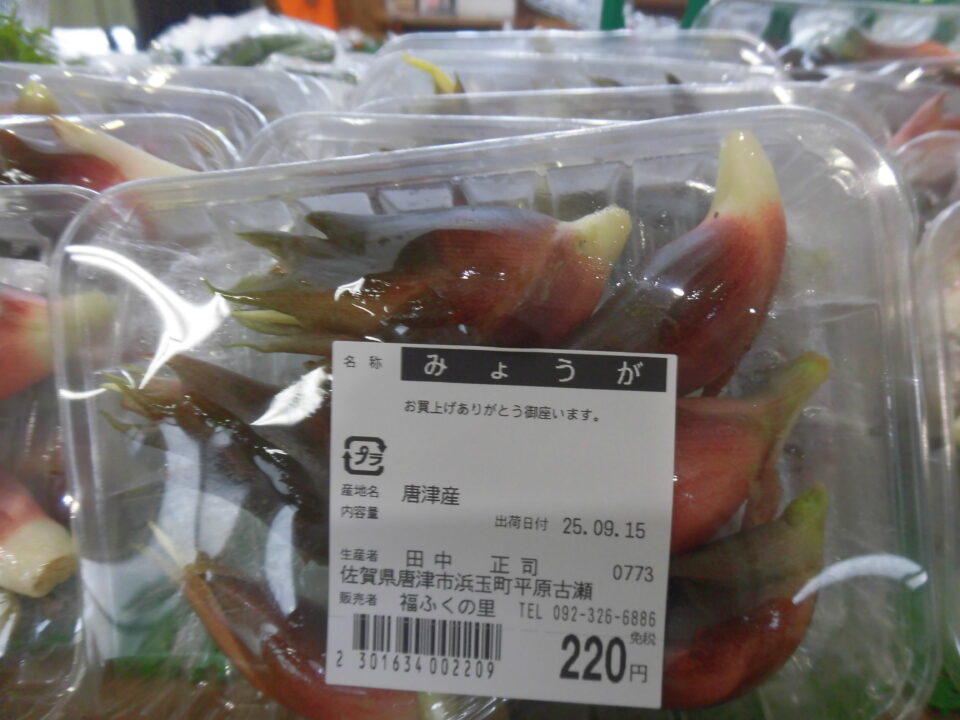 名称 みょうが
お買上げありがとう御座います。
プラ
産地名 唐津産
内容量
出荷日付 25.09.15
生産者 田中 正司 0773
佐賀県唐津市浜玉町平原古瀬
販売者 福ふくの里 TEL 092-326-6886
2 301634 002209
免税
220円